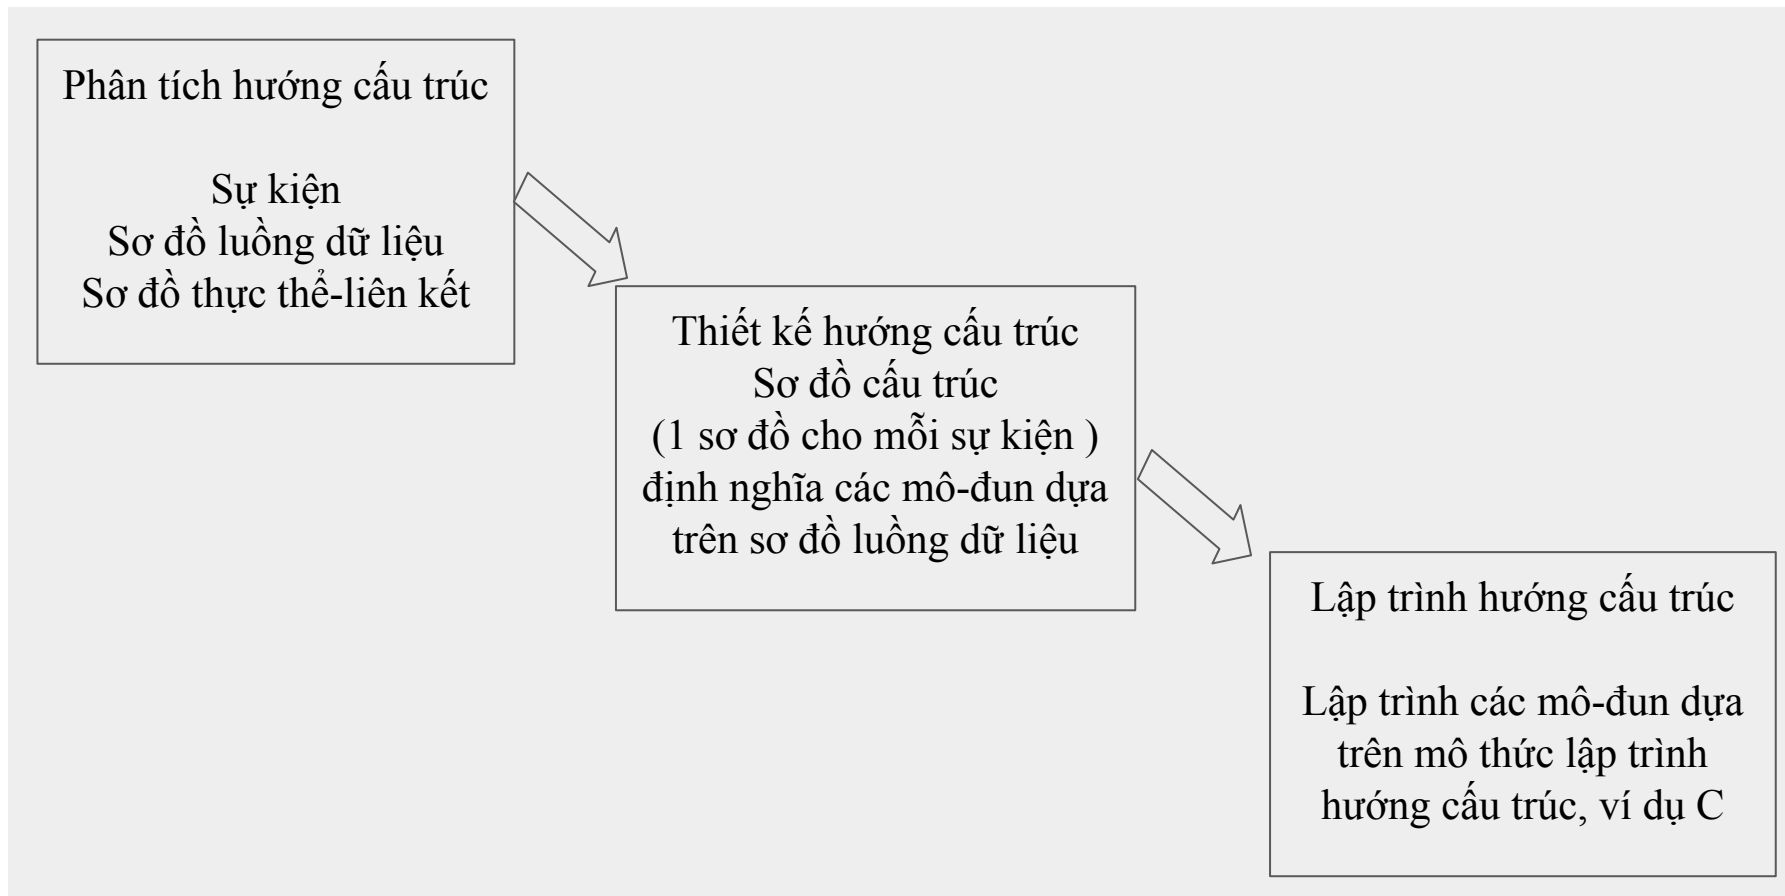 Phân tích hướng cấu trúc
Sự kiện
Sơ đồ luồng dữ liệu
Sơ đồ thực thể-liên kết
Thiết kế hướng cấu trúc
Sơ đồ cấu trúc
(1 sơ đồ cho mỗi sự kiện )
định nghĩa các mô-đun dựa
trên sơ đồ luồng dữ liệu
Lập trình hướng cấu trúc
Lập trình các mô-đun dựa
trên mô thức lập trình
hướng cấu trúc, ví dụ C